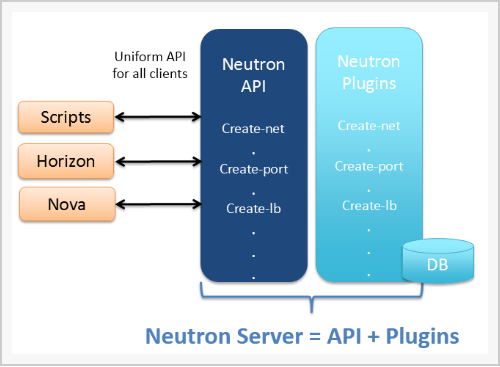 Uniform API
for all clients
Scripts
Horizon
Nova
Neutron
API
Create-net
.
Create-port
.
Create-lb
.
.
.
Neutron
Plugins
Create-net
.
Create-port
.
Create-lb
.
.
.
DB
Neutron Server = API + Plugins